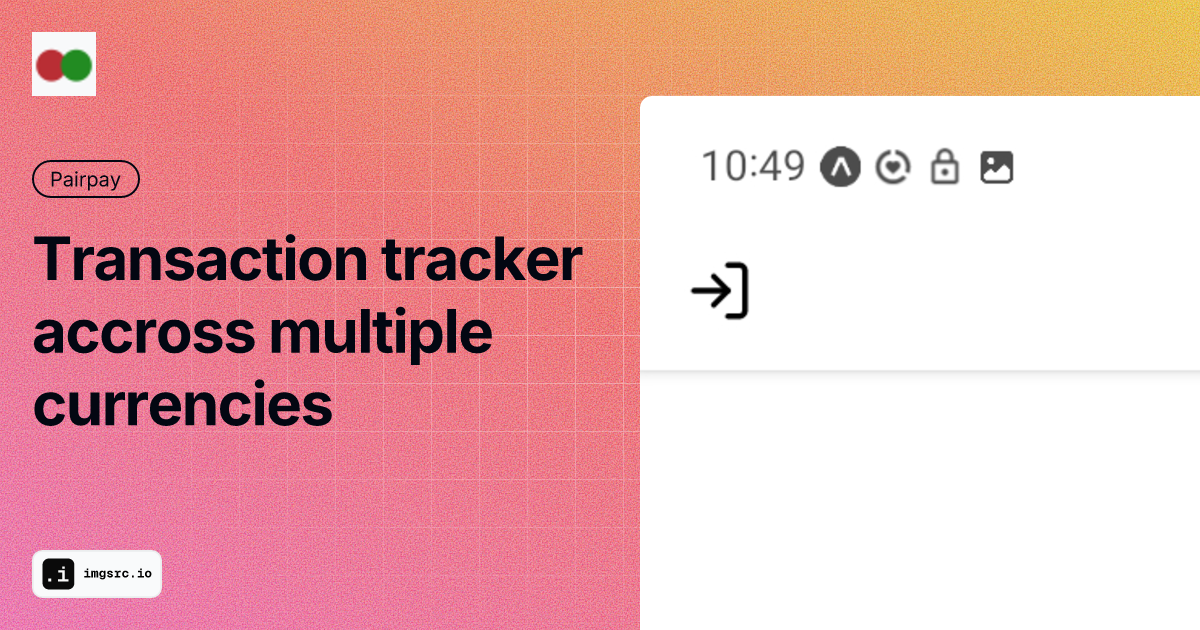 Pairpay
Transaction tracker
accross multiple
currencies
.i imgsrc.io
10:49